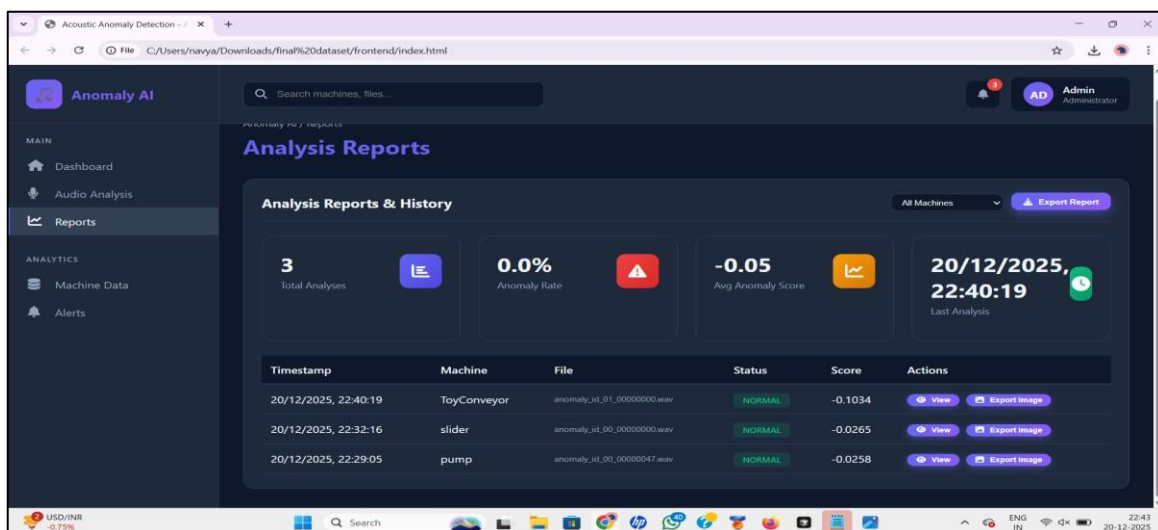 Acoustic Anomaly Detection - A
File C:/Users/navya/Downloads/final%20dataset/frontend/index.html
Anomaly AI
Search machines, files...
3
AD
Admin
Administrator
MAIN
Dashboard
Audio Analysis
Reports
ANALYTICS
Machine Data
Alerts
Anomaly AI / Reports
Analysis Reports
Analysis Reports & History
All Machines
Export Report
3
Total Analyses
0.0%
Anomaly Rate
-0.05
Avg Anomaly Score
20/12/2025,
22:40:19
Last Analysis
Timestamp Machine File Status Score Actions
20/12/2025, 22:40:19 ToyConveyor anomaly_id_01_00000000.wav NORMAL -0.1034 View Export Image
20/12/2025, 22:32:16 slider anomaly_id_00_00000000.wav NORMAL -0.0265 View Export Image
20/12/2025, 22:29:05 pump anomaly_id_00_00000047.wav NORMAL -0.0258 View Export Image
2
USD/INR
-0.75%
Search
40
ENG
IN
22:43
20-12-2025